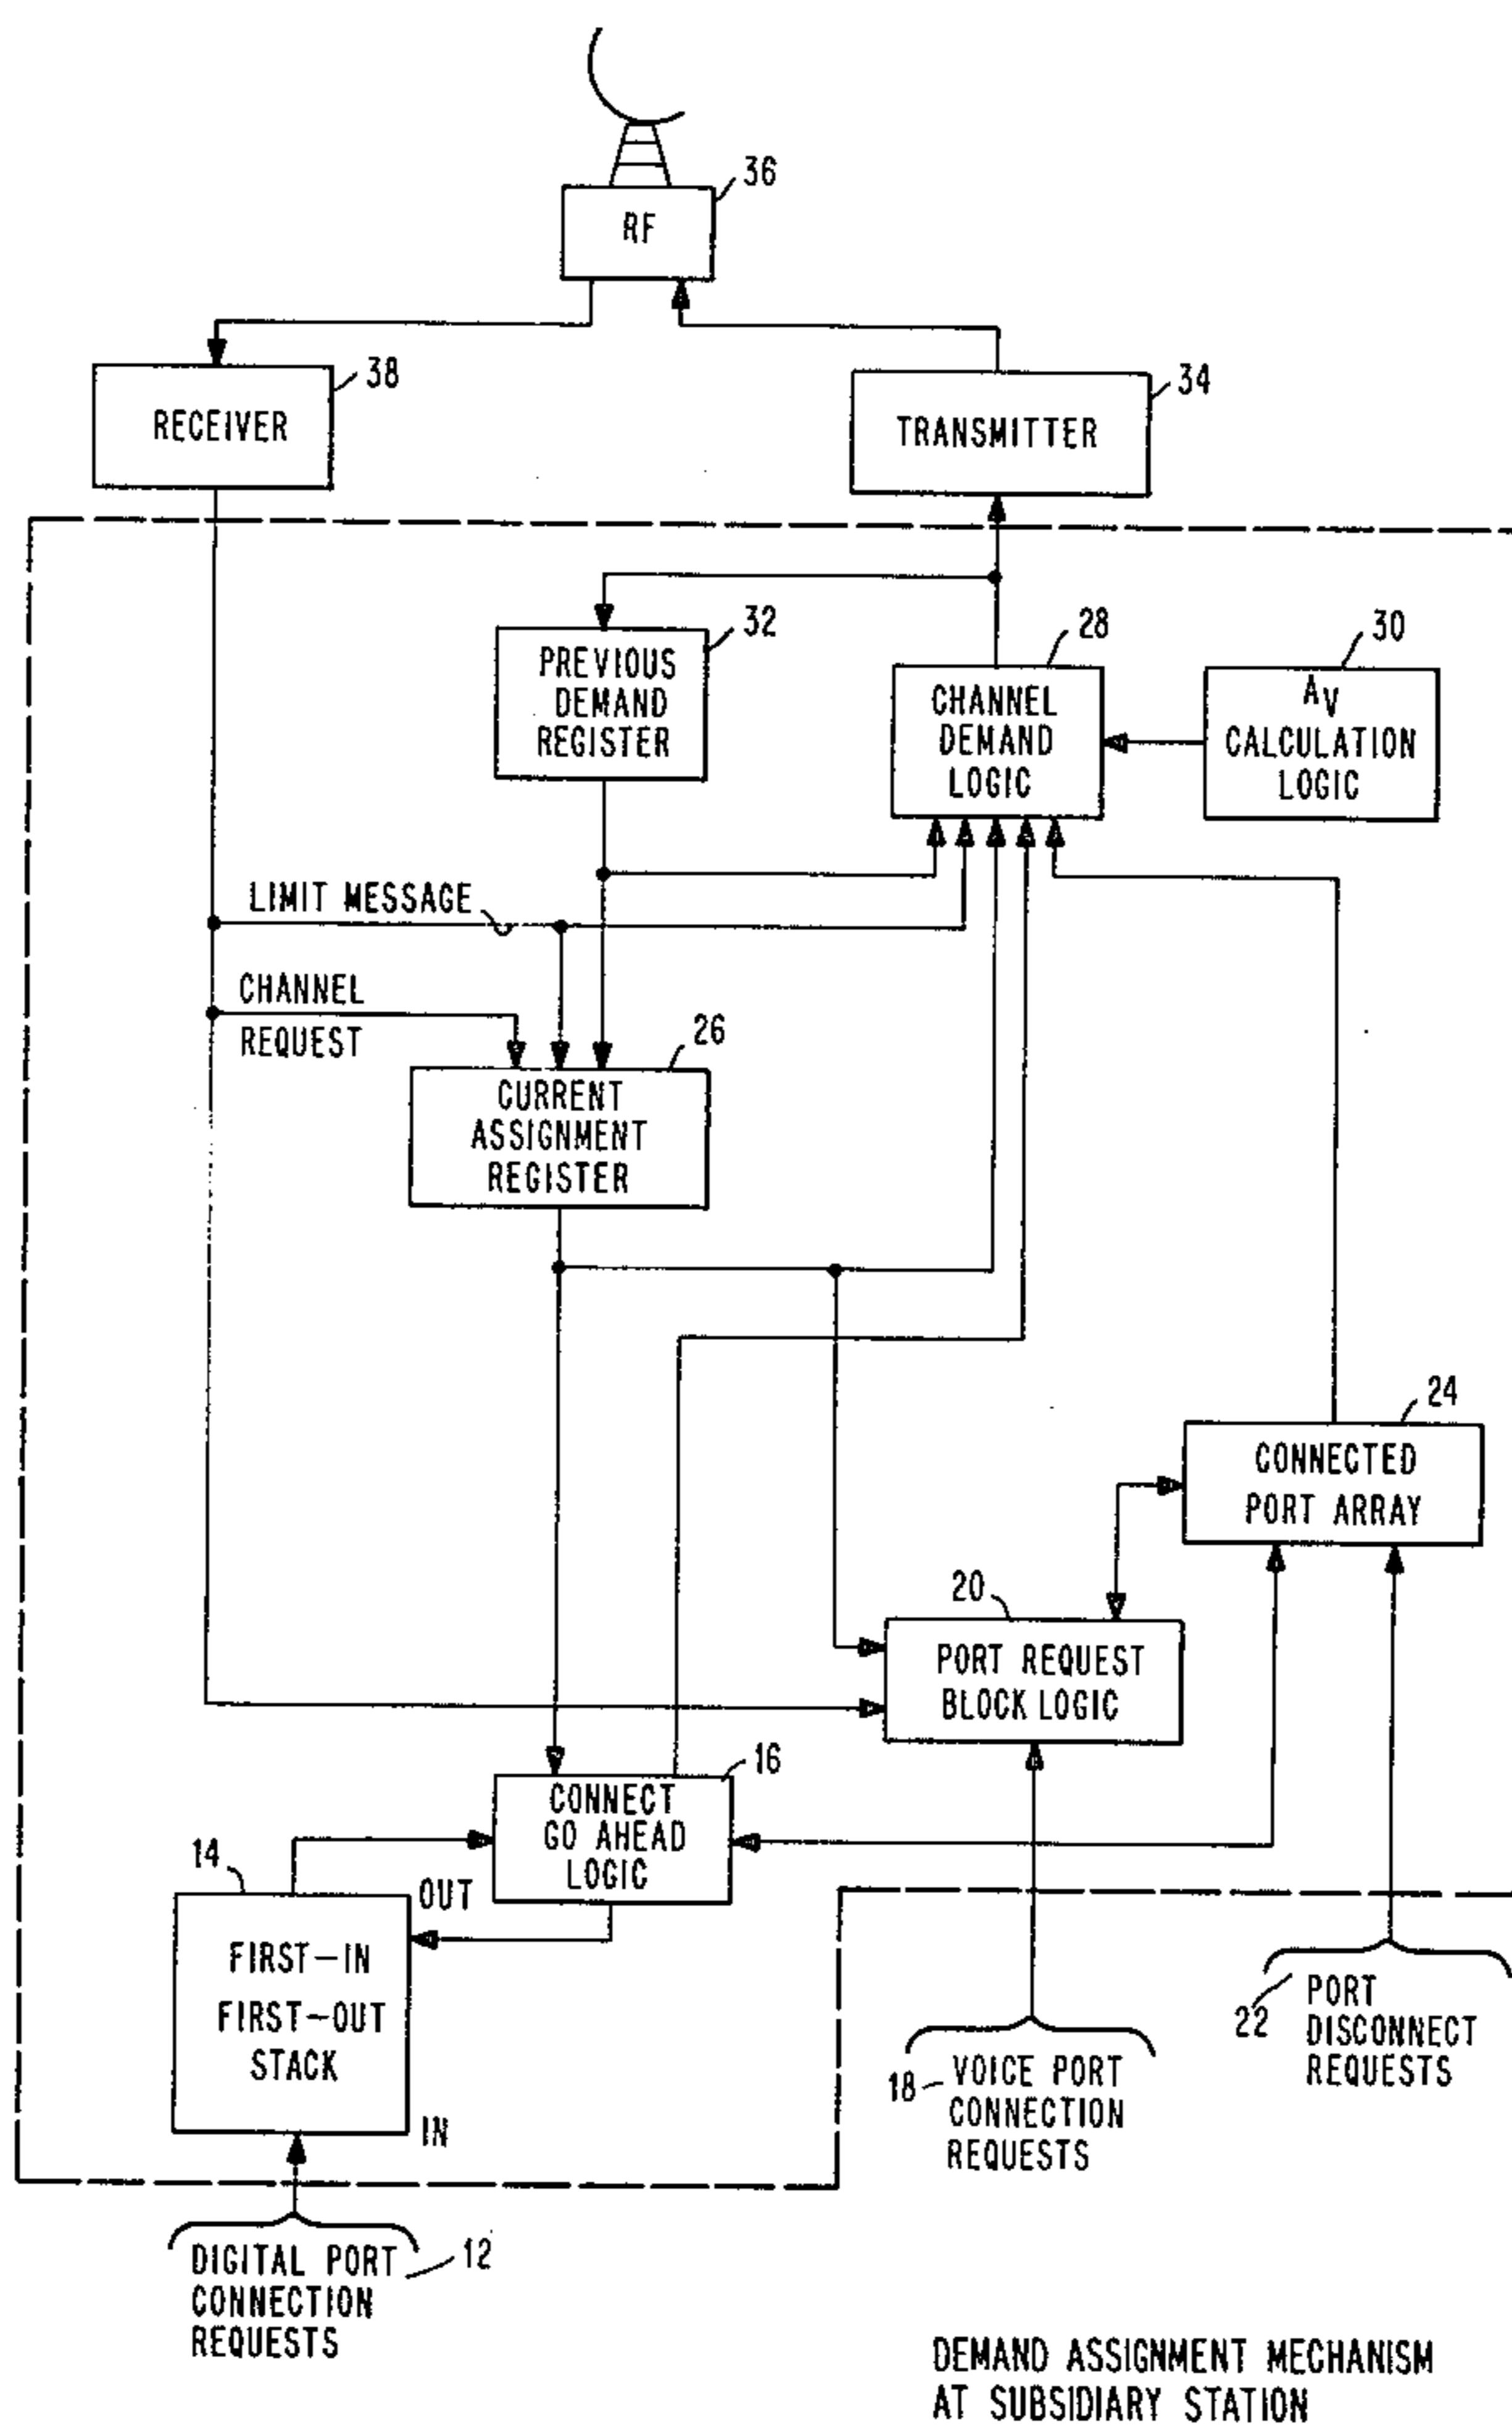 36
RF
38
RECEIVER
34
TRANSMITTER
32
PREVIOUS
DEMAND
REGISTER
28
CHANNEL
DEMAND
LOGIC
30
AV
CALCULATION
LOGIC
LIMIT MESSAGE
CHANNEL
REQUEST
26
CURRENT
ASSIGNMENT
REGISTER
24
CONNECTED
PORT ARRAY
20
PORT REQUEST
BLOCK LOGIC
16
CONNECT
GO AHEAD
LOGIC
14
OUT
FIRST-IN
FIRST-OUT
STACK
IN
22
PORT
DISCONNECT
REQUESTS
18
VOICE PORT
CONNECTION
REQUESTS
12
DIGITAL PORT
CONNECTION
REQUESTS
DEMAND ASSIGNMENT MECHANISM
AT SUBSIDIARY STATION